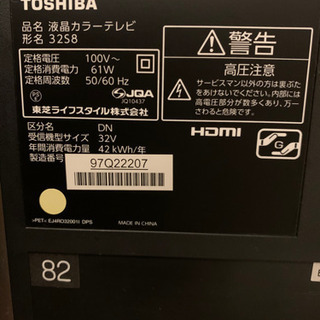 TOSHIBA
品名 液晶カラーテレビ
形名 32S8
定格電圧 100V～
定格消費電力 61W
定格周波数 50/60 Hz
JQA
JQ10437
東芝ライフスタイル株式会社
警告
高圧注意
サービスマン以外の方は裏ぶたを
あけないでください。内部には
高電圧部分が数多くあり、万一
さわると危険です。
区分名 DN
受信機型サイズ 32V
年間消費電力量 42 kWh/年
製造番号
97Q22207
HDMI
G
>PET< EJ4RD32001I DPS
MADE IN CHINA
82